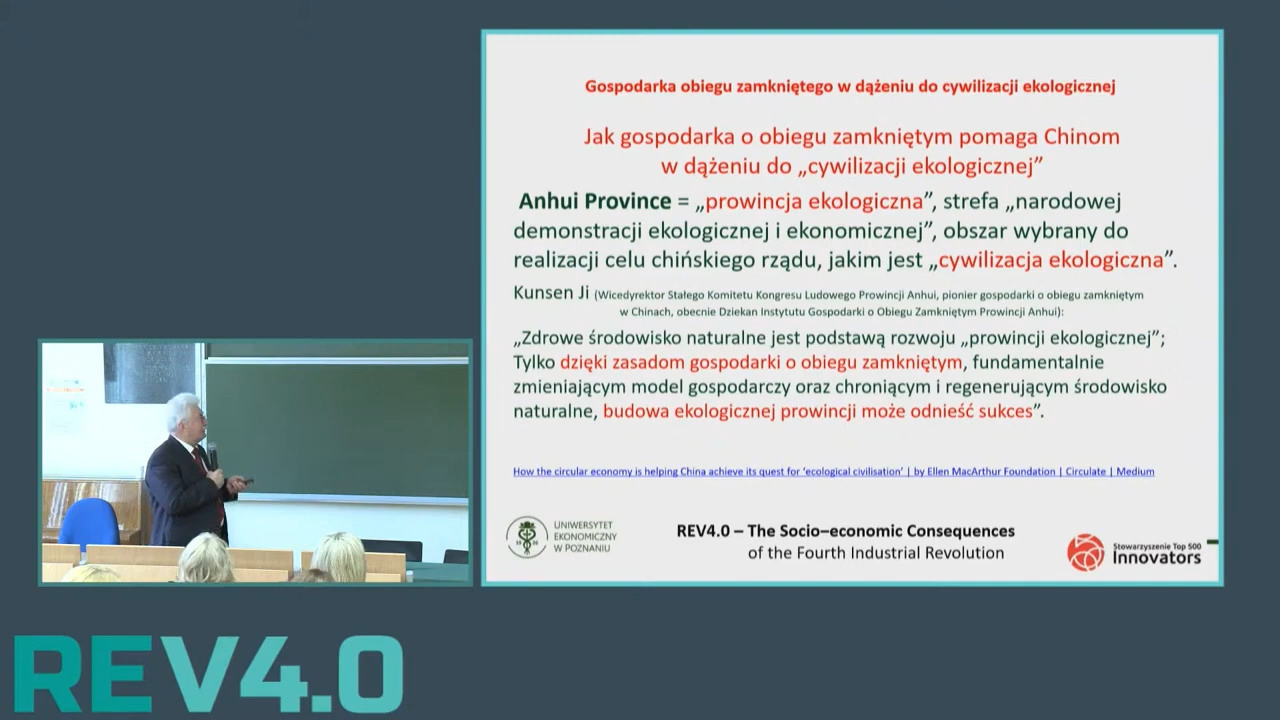 Gospodarka obiegu zamkniętego w dążeniu do cywilizacji ekologicznej
Jak gospodarka o obiegu zamkniętym pomaga Chinom
w dążeniu do „cywilizacji ekologicznej”
Anhui Province = „prowincja ekologiczna”, strefa „narodowej
demonstracji ekologicznej i ekonomicznej”, obszar wybrany do
realizacji celu chińskiego rządu, jakim jest „cywilizacja ekologiczna”.
Kunsen Ji (Wicedyrektor Stałego Komitetu Kongresu Ludowego Prowincji Anhui, pionier gospodarki o obiegu zamkniętym
w Chinach, obecnie Dziekan Instytutu Gospodarki o Obiegu Zamkniętym Prowincji Anhui):
„Zdrowe środowisko naturalne jest podstawą rozwoju „prowincji ekologicznej”;
Tylko dzięki zasadom gospodarki o obiegu zamkniętym, fundamentalnie
zmieniającym model gospodarczy oraz chroniącym i regenerującym środowisko
naturalne, budowa ekologicznej prowincji może odnieść sukces”.
How the circular economy is helping China achieve its quest for ‘ecological civilisation’ | by Ellen MacArthur Foundation | Circulate | Medium
UNIWERSYTET
EKONOMICZNY
W POZNANIU
REV4.0 – The Socio–economic Consequences
of the Fourth Industrial Revolution
Stowarzyszenie Top 500
Innovators
REV4.0